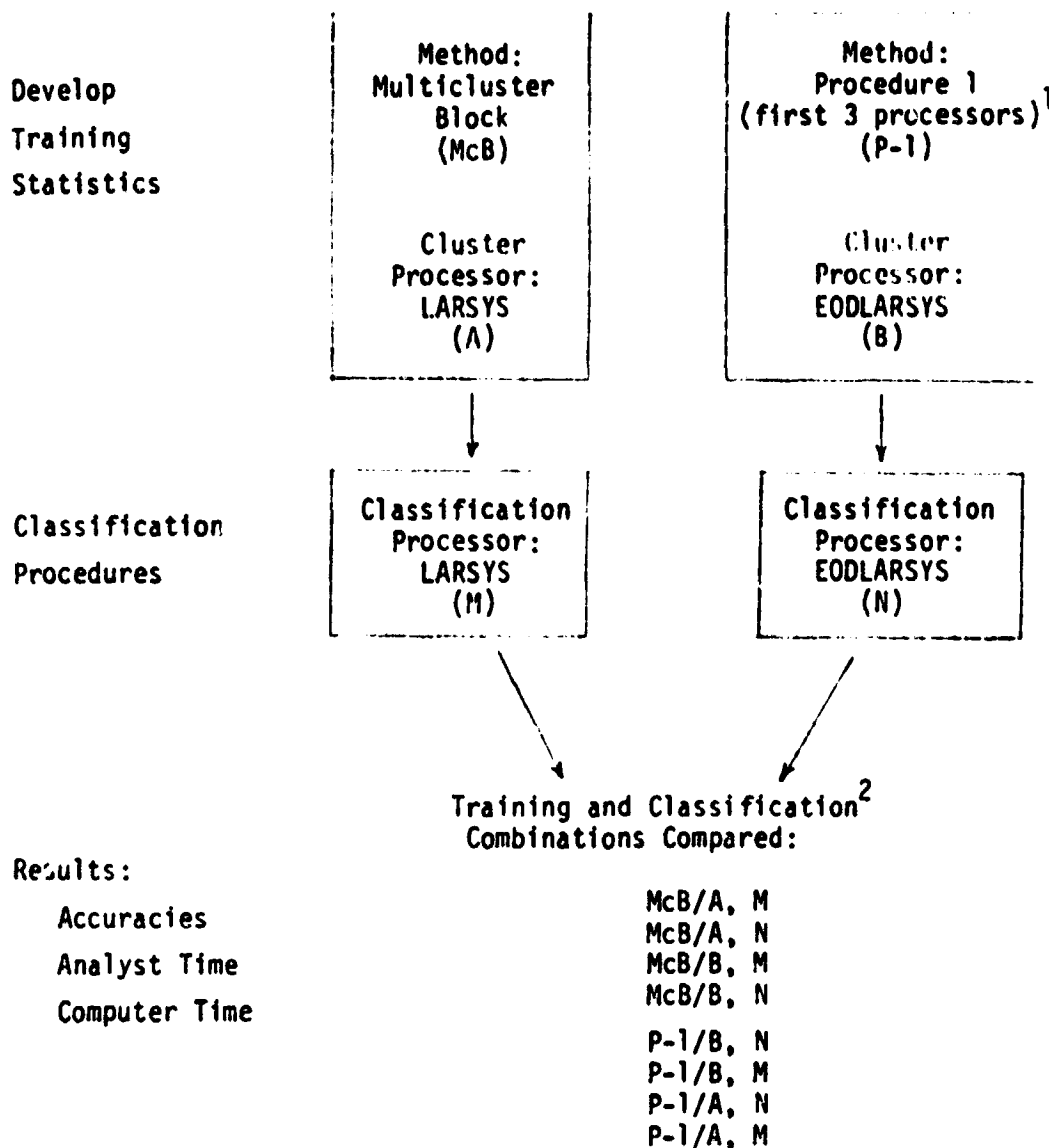 Develop
Training
Statistics
Method:
Multicluster
Block
(McB)
Cluster
Processor:
LARSYS
(A)
Method:
Procedure 1
(first 3 processors)1
(P-1)
Cluster
Processor:
EODLARSYS
(B)
Classification
Procedures
Classification
Processor:
LARSYS
(M)
Classification
Processor:
EODLARSYS
(N)
Training and Classification2
Combinations Compared:
Results:
Accuracies
Analyst Time
Computer Time
McB/A, M
McB/A, N
McB/B, M
McB/B, N
P-1/B, N
P-1/B, M
P-1/A, N
P-1/A, M